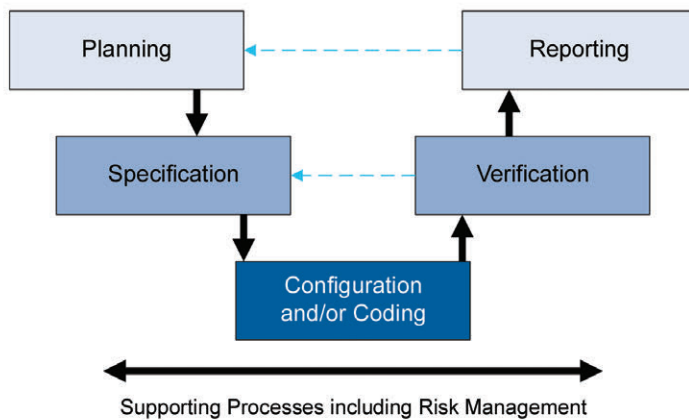 Planning
Reporting
Specification
Verification
Configuration
and/or Coding
Supporting Processes including Risk Management